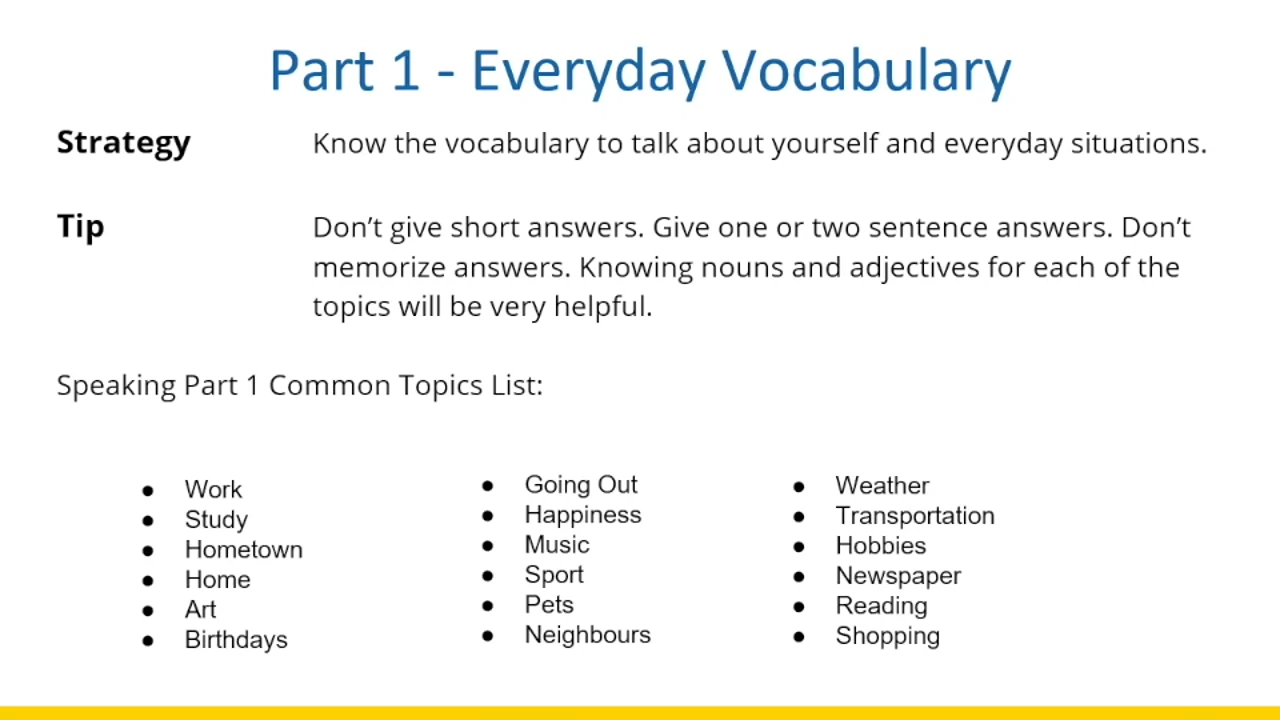 Part 1 - Everyday Vocabulary
Strategy
Know the vocabulary to talk about yourself and everyday situations.
Tip
Don’t give short answers. Give one or two sentence answers. Don’t
memorize answers. Knowing nouns and adjectives for each of the
topics will be very helpful.
Speaking Part 1 Common Topics List:
● Work
● Study
● Hometown
● Home
● Art
● Birthdays
● Going Out
● Happiness
● Music
● Sport
● Pets
● Neighbours
● Weather
● Transportation
● Hobbies
● Newspaper
● Reading
● Shopping